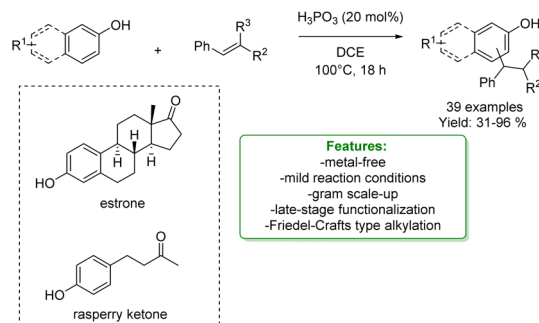 OH
R1
+
Ph
R3
R2
H3PO3 (20 mol%)
DCE
100°C, 18 h
OH
R1
Ph
R
R2
39 examples
Yield: 31-96 %
O
H
H
H
HO
estrone
O
HO
rasperry ketone
Features:
-metal-free
-mild reaction conditions
-gram scale-up
-late-stage functionalization
-Friedel-Crafts type alkylation